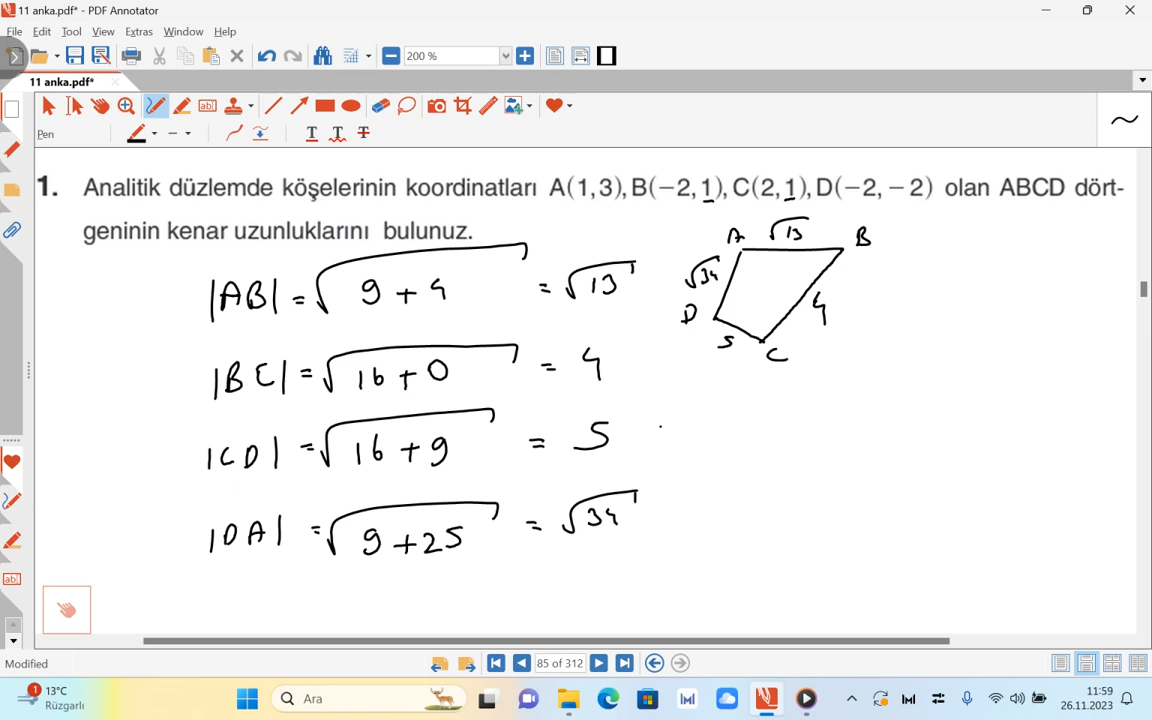 11 anka.pdf* - PDF Annotator
File Edit Tool View Extras Window Help
200 %
11 anka.pdf*
Pen
1. Analitik düzlemde köşelerinin koordinatları A(1,3), B(−2, 1), C(2, 1), D(−2, − 2) olan ABCD dört-
geninin kenar uzunluklarını bulunuz.
|AB| = √9 + 4 = √13
|BC| = √16 + 0 = 4
|CD| = √16 + 9 = 5
|DA| = √9 + 25 = √34
A √13 B
√34
D 4
5 C
Modified
85 of 312
1
13°C
Rüzgarlı
Ara
11:59
26.11.2023